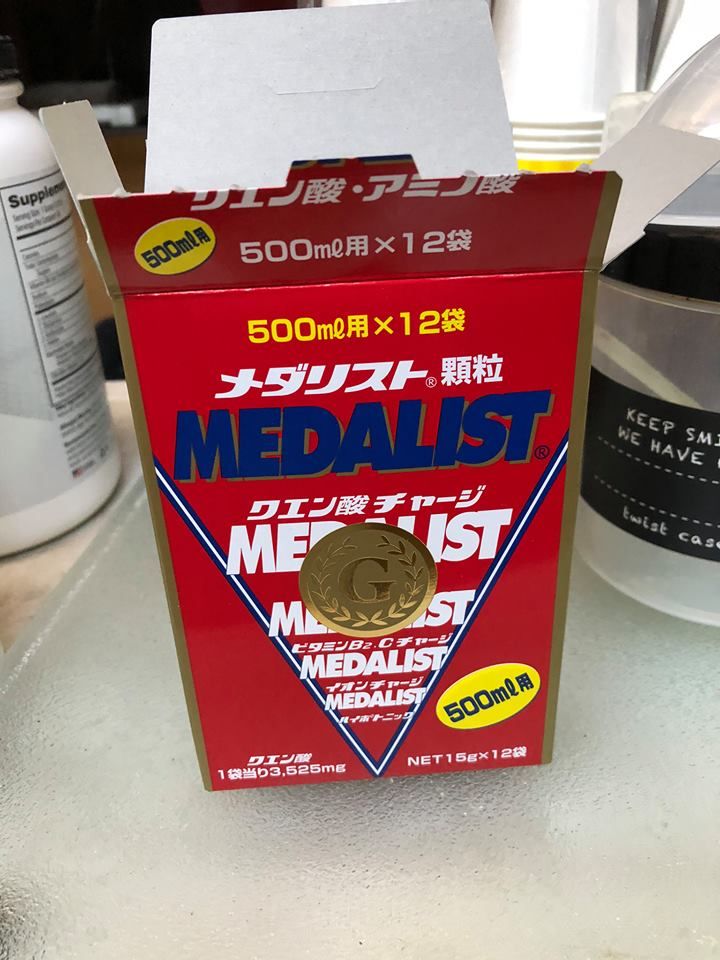 クエン酸・アミノ酸
500mℓ用
500mℓ用×12袋
500mℓ用×12袋
メダリスト® 顆粒
MEDALIST®
クエン酸チャージ
MEDALIST
G
MEDALIST
ビタミンB2.Cチャージ
MEDALIST
イオンチャージ
MEDALIST
ハイポトニック
500mℓ用
クエン酸
1袋当り3,525mg
NET15g×12袋
KEEP
WE HAVE
twist